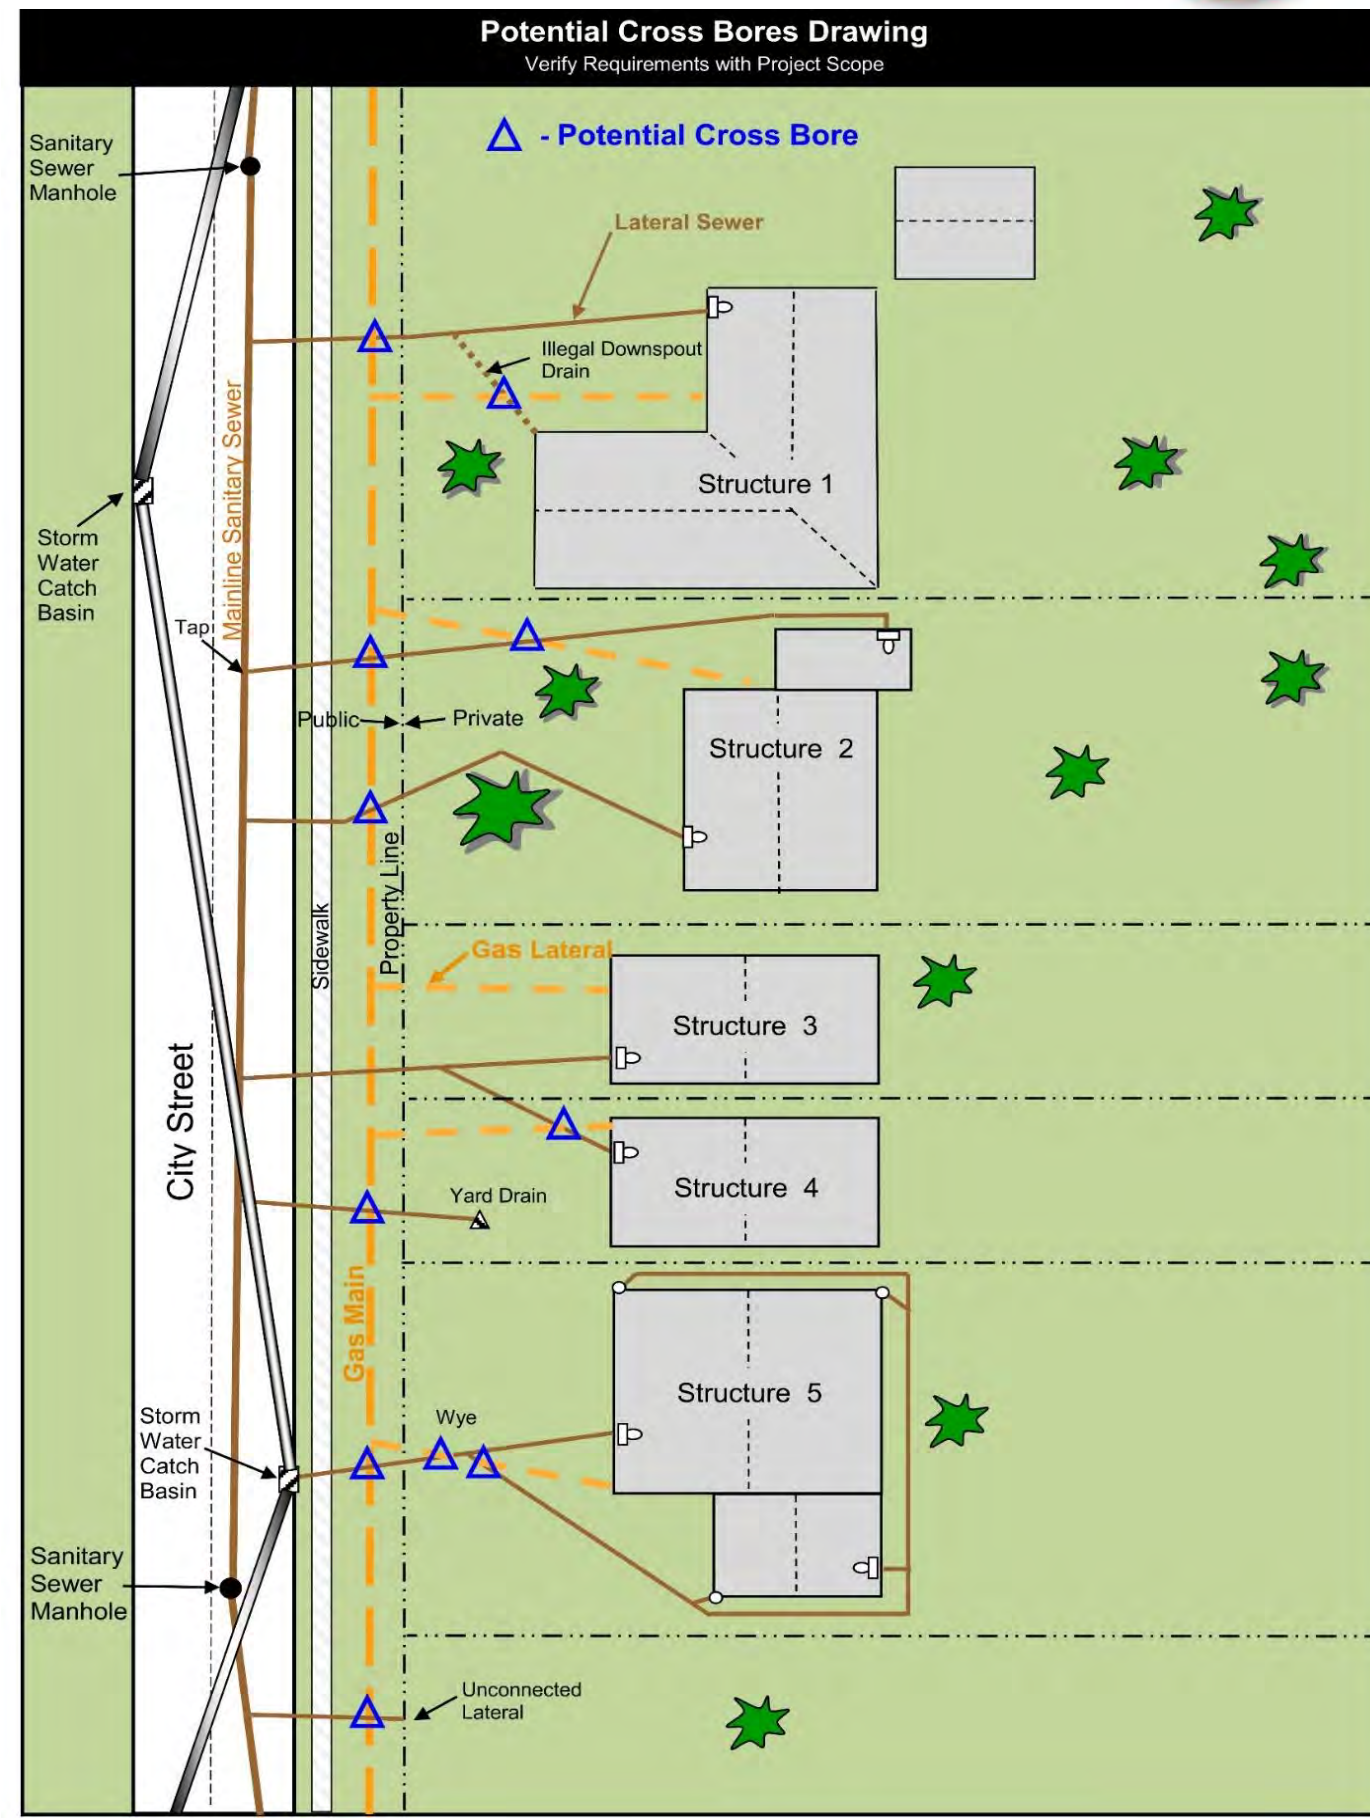 Potential Cross Bores Drawing
Verify Requirements with Project Scope
- Potential Cross Bore
Sanitary
Sewer
Manhole
Lateral Sewer
Illegal Downspout
Drain
Mainline Sanitary Sewer
Structure 1
Storm
Water
Catch
Basin
Tap
Public
Private
Structure 2
Property Line
Sidewalk
Gas Lateral
Structure 3
City Street
Structure 4
Yard Drain
Gas Main
Structure 5
Storm
Water
Catch
Basin
Wye
Sanitary
Sewer
Manhole
Unconnected
Lateral